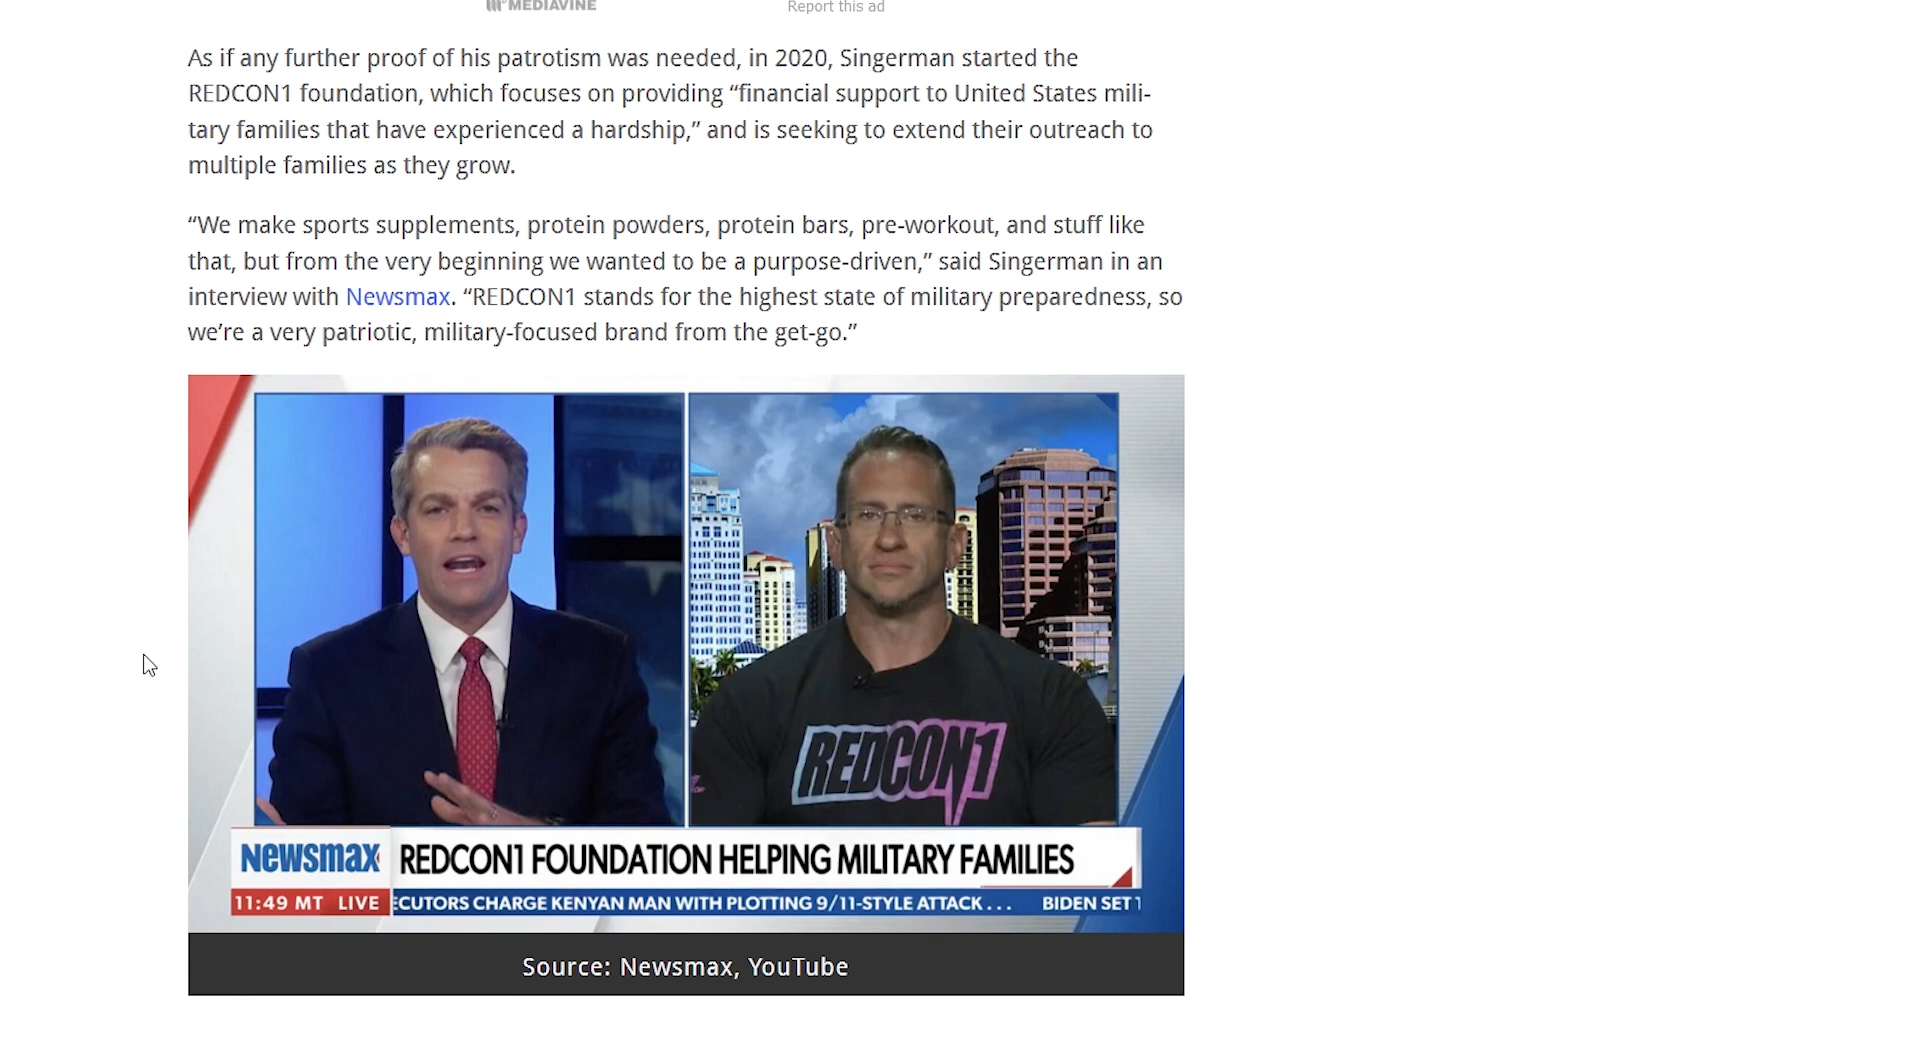 MEDIAVINE
Report this ad
As if any further proof of his patrotism was needed, in 2020, Singerman started the
REDCON1 foundation, which focuses on providing “financial support to United States mili-
tary families that have experienced a hardship,” and is seeking to extend their outreach to
multiple families as they grow.
“We make sports supplements, protein powders, protein bars, pre-workout, and stuff like
that, but from the very beginning we wanted to be a purpose-driven,” said Singerman in an
interview with Newsmax. “REDCON1 stands for the highest state of military preparedness, so
we’re a very patriotic, military-focused brand from the get-go.”
REDCON1
Newsmax REDCON1 FOUNDATION HELPING MILITARY FAMILIES
11:49 MT LIVE ECUTORS CHARGE KENYAN MAN WITH PLOTTING 9/11-STYLE ATTACK . . . BIDEN SET
Source: Newsmax, YouTube